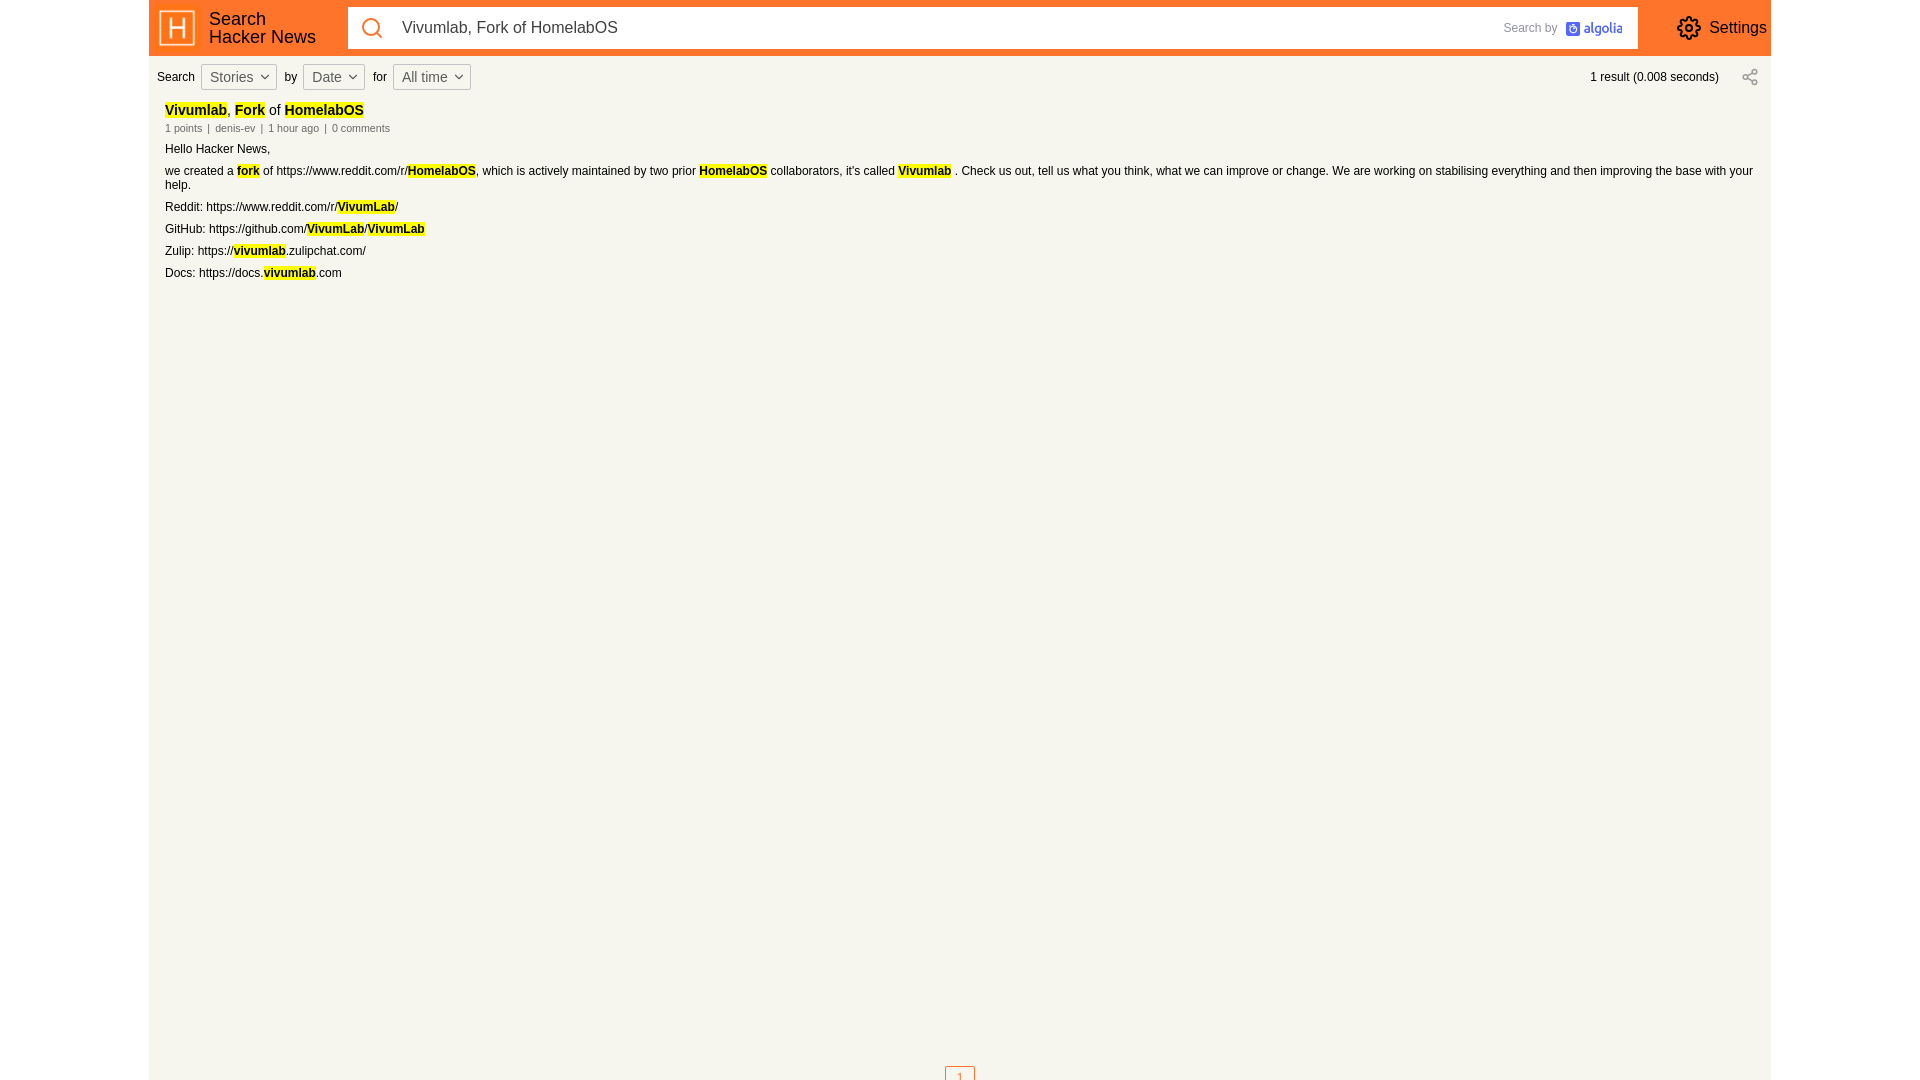 H
Search
Hacker News
Vivumlab, Fork of HomelabOS
Search by algolia
Settings
Search Stories by Date for All time
1 result (0.008 seconds)
Vivumlab, Fork of HomelabOS
1 points | denis-ev | 1 hour ago | 0 comments
Hello Hacker News,
we created a fork of https://www.reddit.com/r/HomelabOS, which is actively maintained by two prior HomelabOS collaborators, it's called Vivumlab . Check us out, tell us what you think, what we can improve or change. We are working on stabilising everything and then improving the base with your
help.
Reddit: https://www.reddit.com/r/VivumLab/
GitHub: https://github.com/VivumLab/VivumLab
Zulip: https://vivumlab.zulipchat.com/
Docs: https://docs.vivumlab.com
1